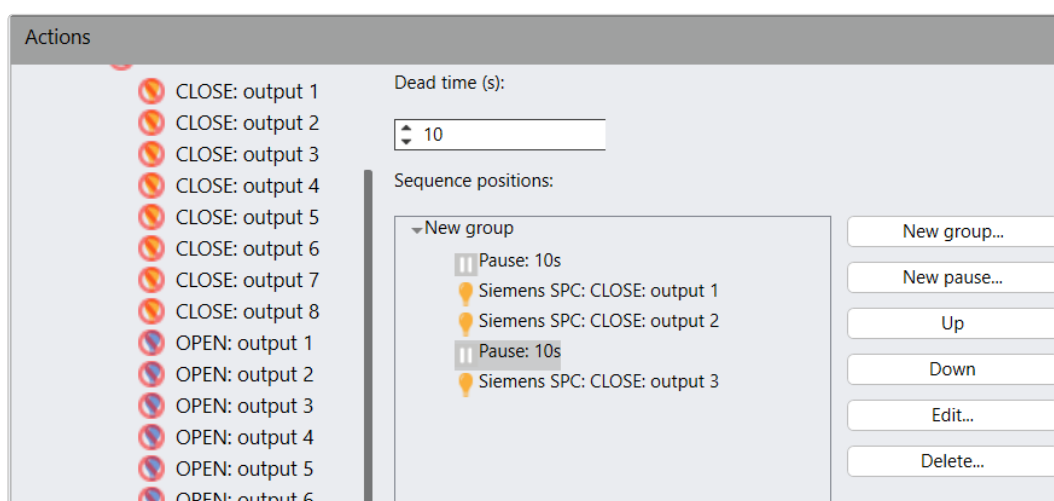 Actions
CLOSE: output 1
CLOSE: output 2
CLOSE: output 3
CLOSE: output 4
CLOSE: output 5
CLOSE: output 6
CLOSE: output 7
CLOSE: output 8
OPEN: output 1
OPEN: output 2
OPEN: output 3
OPEN: output 4
OPEN: output 5
OPEN: output 6
Dead time (s):
10
Sequence positions:
New group
Pause: 10s
Siemens SPC: CLOSE: output 1
Siemens SPC: CLOSE: output 2
Pause: 10s
Siemens SPC: CLOSE: output 3
New group...
New pause...
Up
Down
Edit...
Delete...